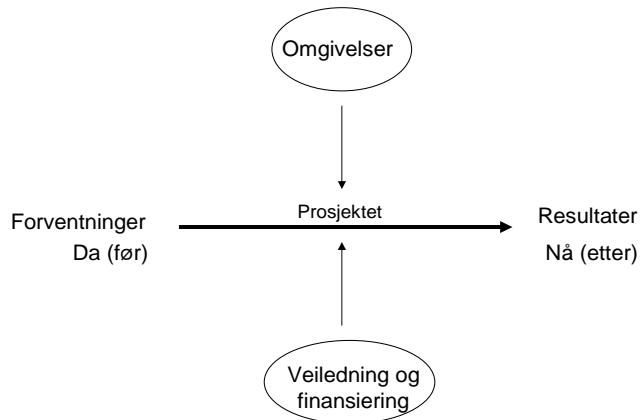 Omgivelser
Prosjektet
Forventninger
Da (før)
Resultater
Nå (etter)
Veiledning og
finansiering